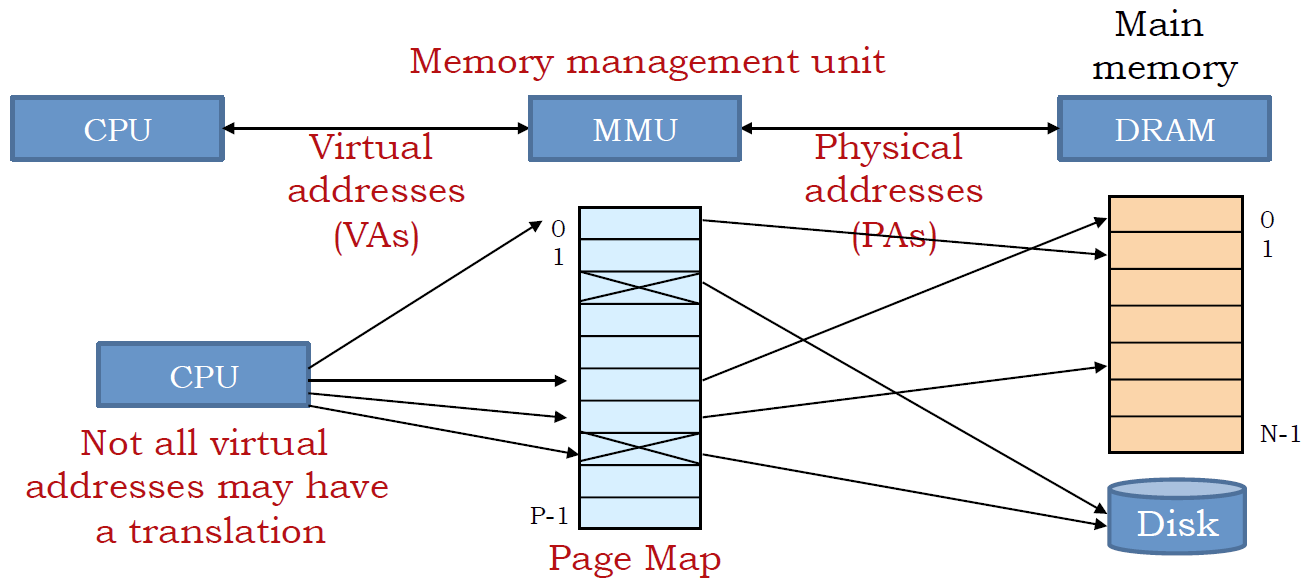 Main
memory
Memory management unit
CPU
MMU
DRAM
Virtual
addresses
(VAs)
Physical
addresses
(PAs)
0
1
0
1
CPU
Not all virtual
addresses may have
a translation
P-1
Page Map
N-1
Disk